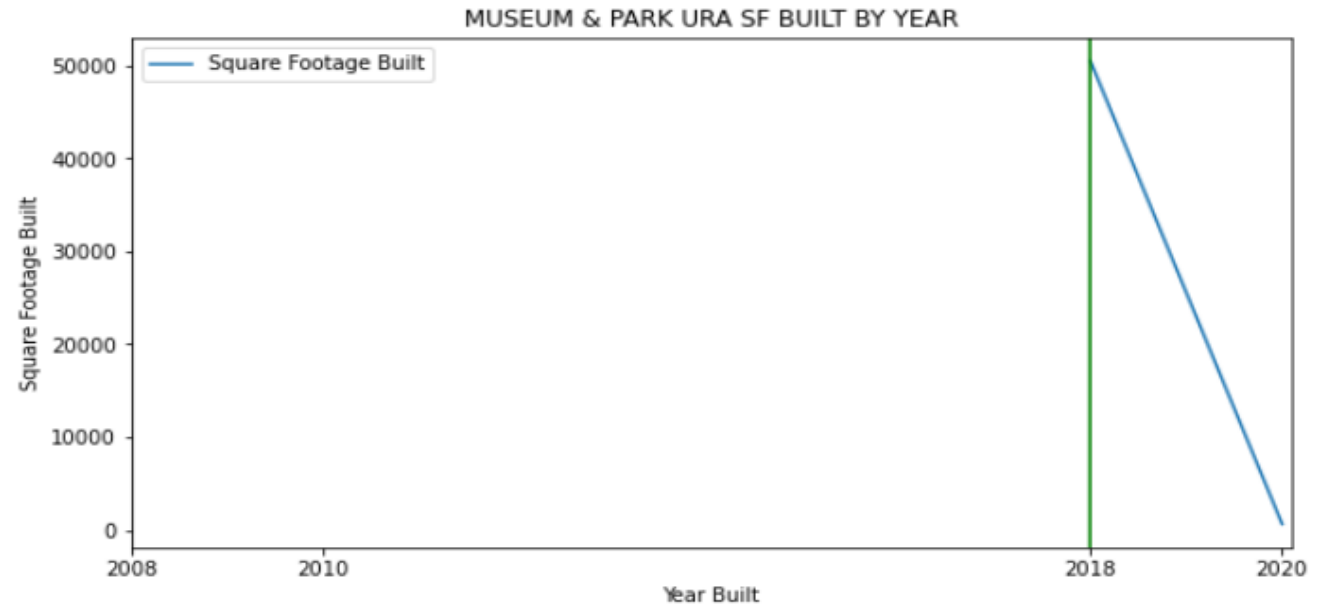 MUSEUM & PARK URA SF BUILT BY YEAR
Square Footage Built
50000
40000
30000
20000
10000
0
Square Footage Built
2008 2010 2018 2020
Year Built